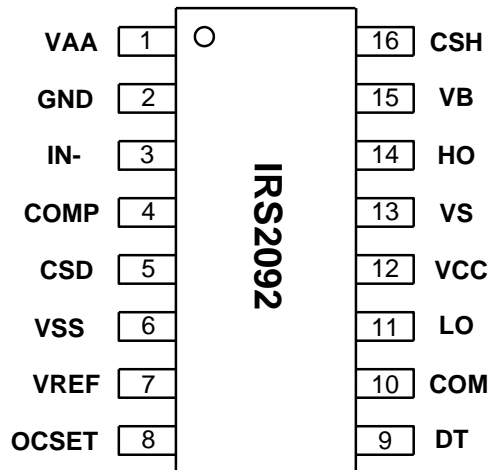 VAA 1 16 CSH
GND 2 15 VB
IN- 3 14 HO
COMP 4 13 VS
CSD 5 12 VCC
VSS 6 11 LO
VREF 7 10 COM
OCSET 8 9 DT
IRS2092